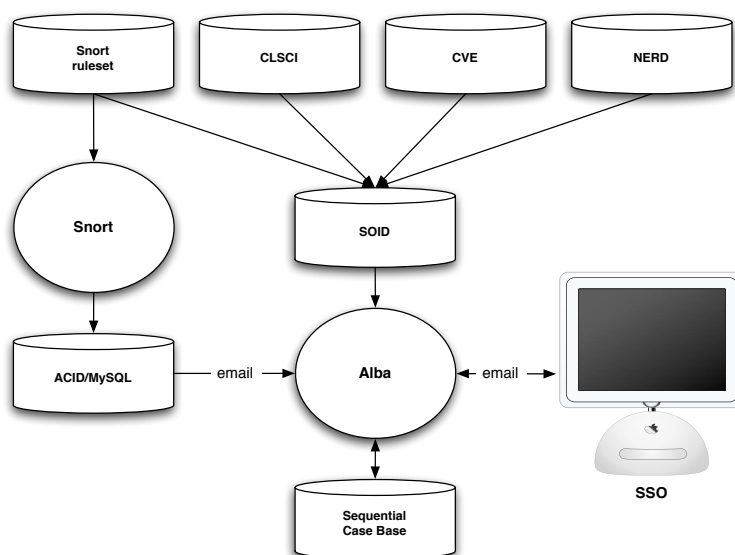 Snort
ruleset
CLSCI
CVE
NERD
Snort
SOID
ACID/MySQL
email
Alba
email
SSO
Sequential
Case Base